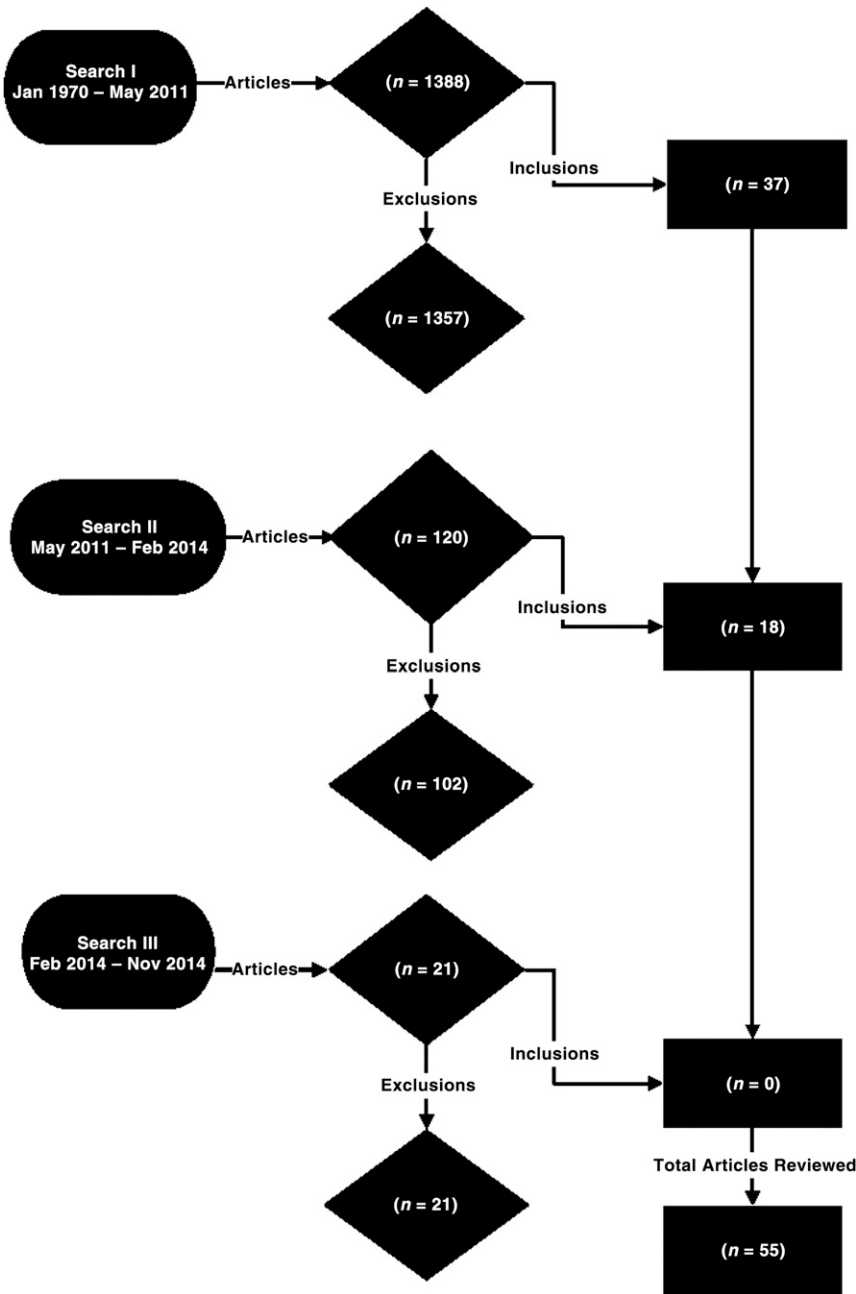 Search I
Jan 1970 – May 2011
Articles
(n = 1388)
Inclusions
(n = 37)
Exclusions
(n = 1357)
Search II
May 2011 – Feb 2014
Articles
(n = 120)
Inclusions
(n = 18)
Exclusions
(n = 102)
Search III
Feb 2014 – Nov 2014
Articles
(n = 21)
Inclusions
(n = 0)
Exclusions
(n = 21)
Total Articles Reviewed
(n = 55)